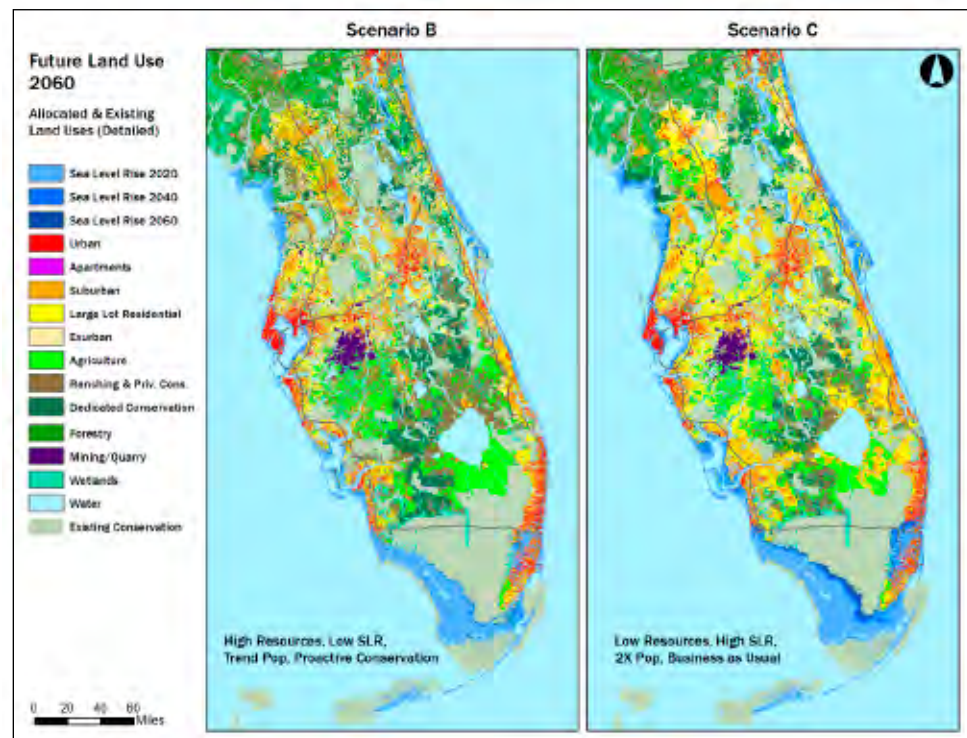 Scenario B
Scenario C
Future Land Use
2060
Allocated & Existing
Land Uses (Detailed)
Sea Level Rise 2020
Sea Level Rise 2040
Sea Level Rise 2060
Urban
Apartments
Suburban
Large Lot Residential
Exurban
Agriculture
Ranching & Priv. Cons.
Dedicated Conservation
Forestry
Mining/Quarry
Wetlands
Water
Existing Conservation
0 20 40 60
Miles
High Resources, Low SLR,
Trend Pop, Proactive Conservation
Low Resources, High SLR,
2X Pop, Business as Usual